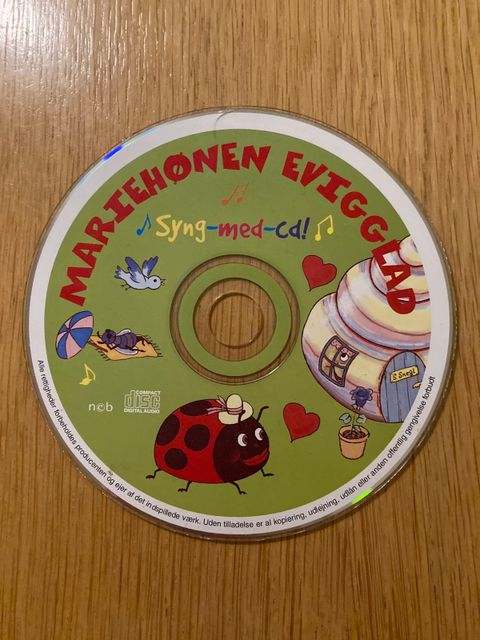 MARIEHØNEN EVIGGLAD
Syng-med-cd!
S. Snegl
n©b
COMPACT
disc
DIGITAL AUDIO
Alle rettigheder forbeholdes producenten og ejer af det indspillede værk. Uden tilladelse er al kopiering, udlejning, udlån eller anden offentlig gengivelse forbudt